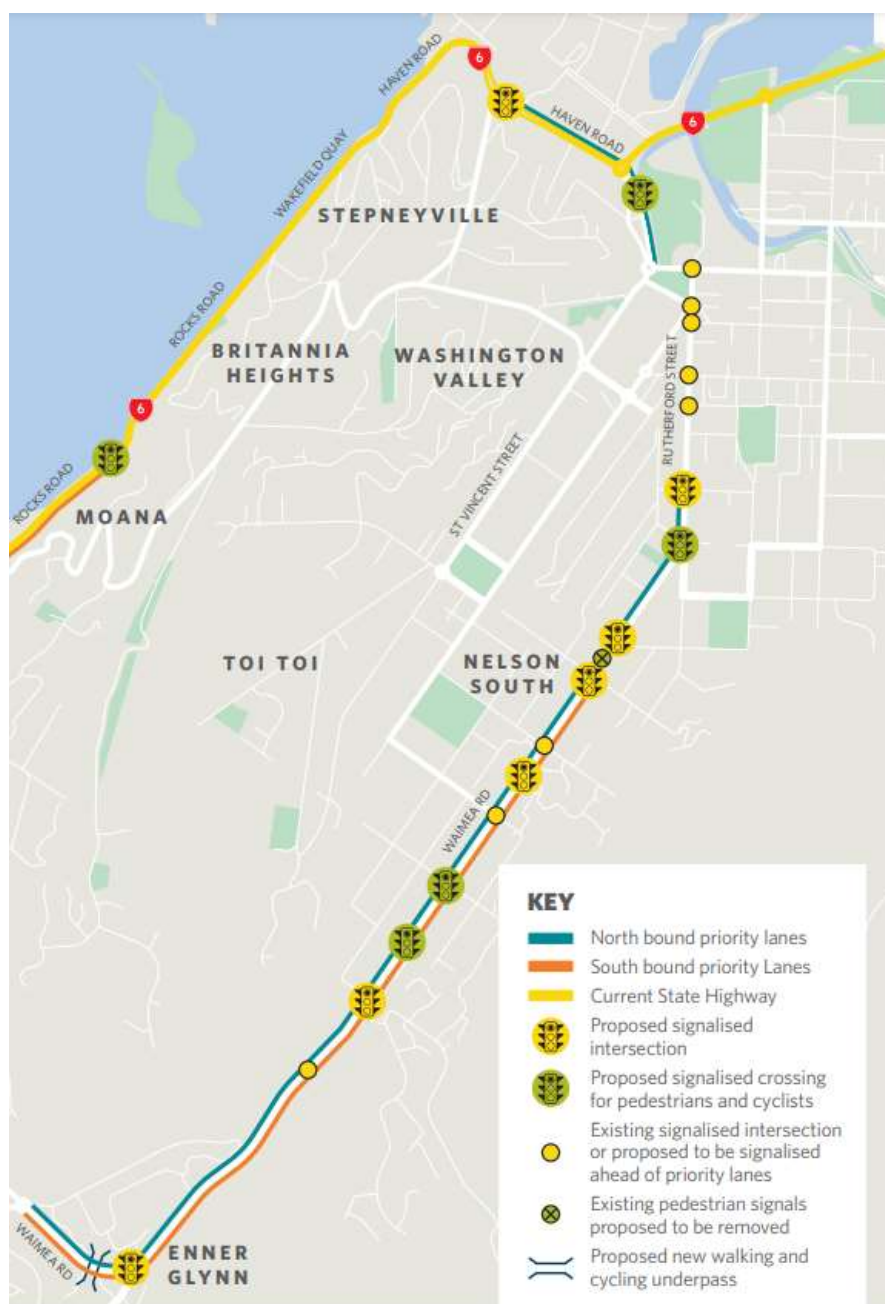 HAVEN ROAD
6
HAVEN ROAD
6
WAKEFIELD QUAY
STEPNEYVILLE
ROCKS ROAD
BRITANNIA
HEIGHTS
WASHINGTON
VALLEY
RUTHERFORD STREET
6
ROCKS ROAD
MOANA
ST VINCENT STREET
TOI TOI
NELSON
SOUTH
WAIMEA RD
WAIMEA RD
ENNER
GLYNN
KEY
North bound priority lanes
South bound priority Lanes
Current State Highway
Proposed signalised
intersection
Proposed signalised crossing
for pedestrians and cyclists
Existing signalised intersection
or proposed to be signalised
ahead of priority lanes
Existing pedestrian signals
proposed to be removed
Proposed new walking and
cycling underpass